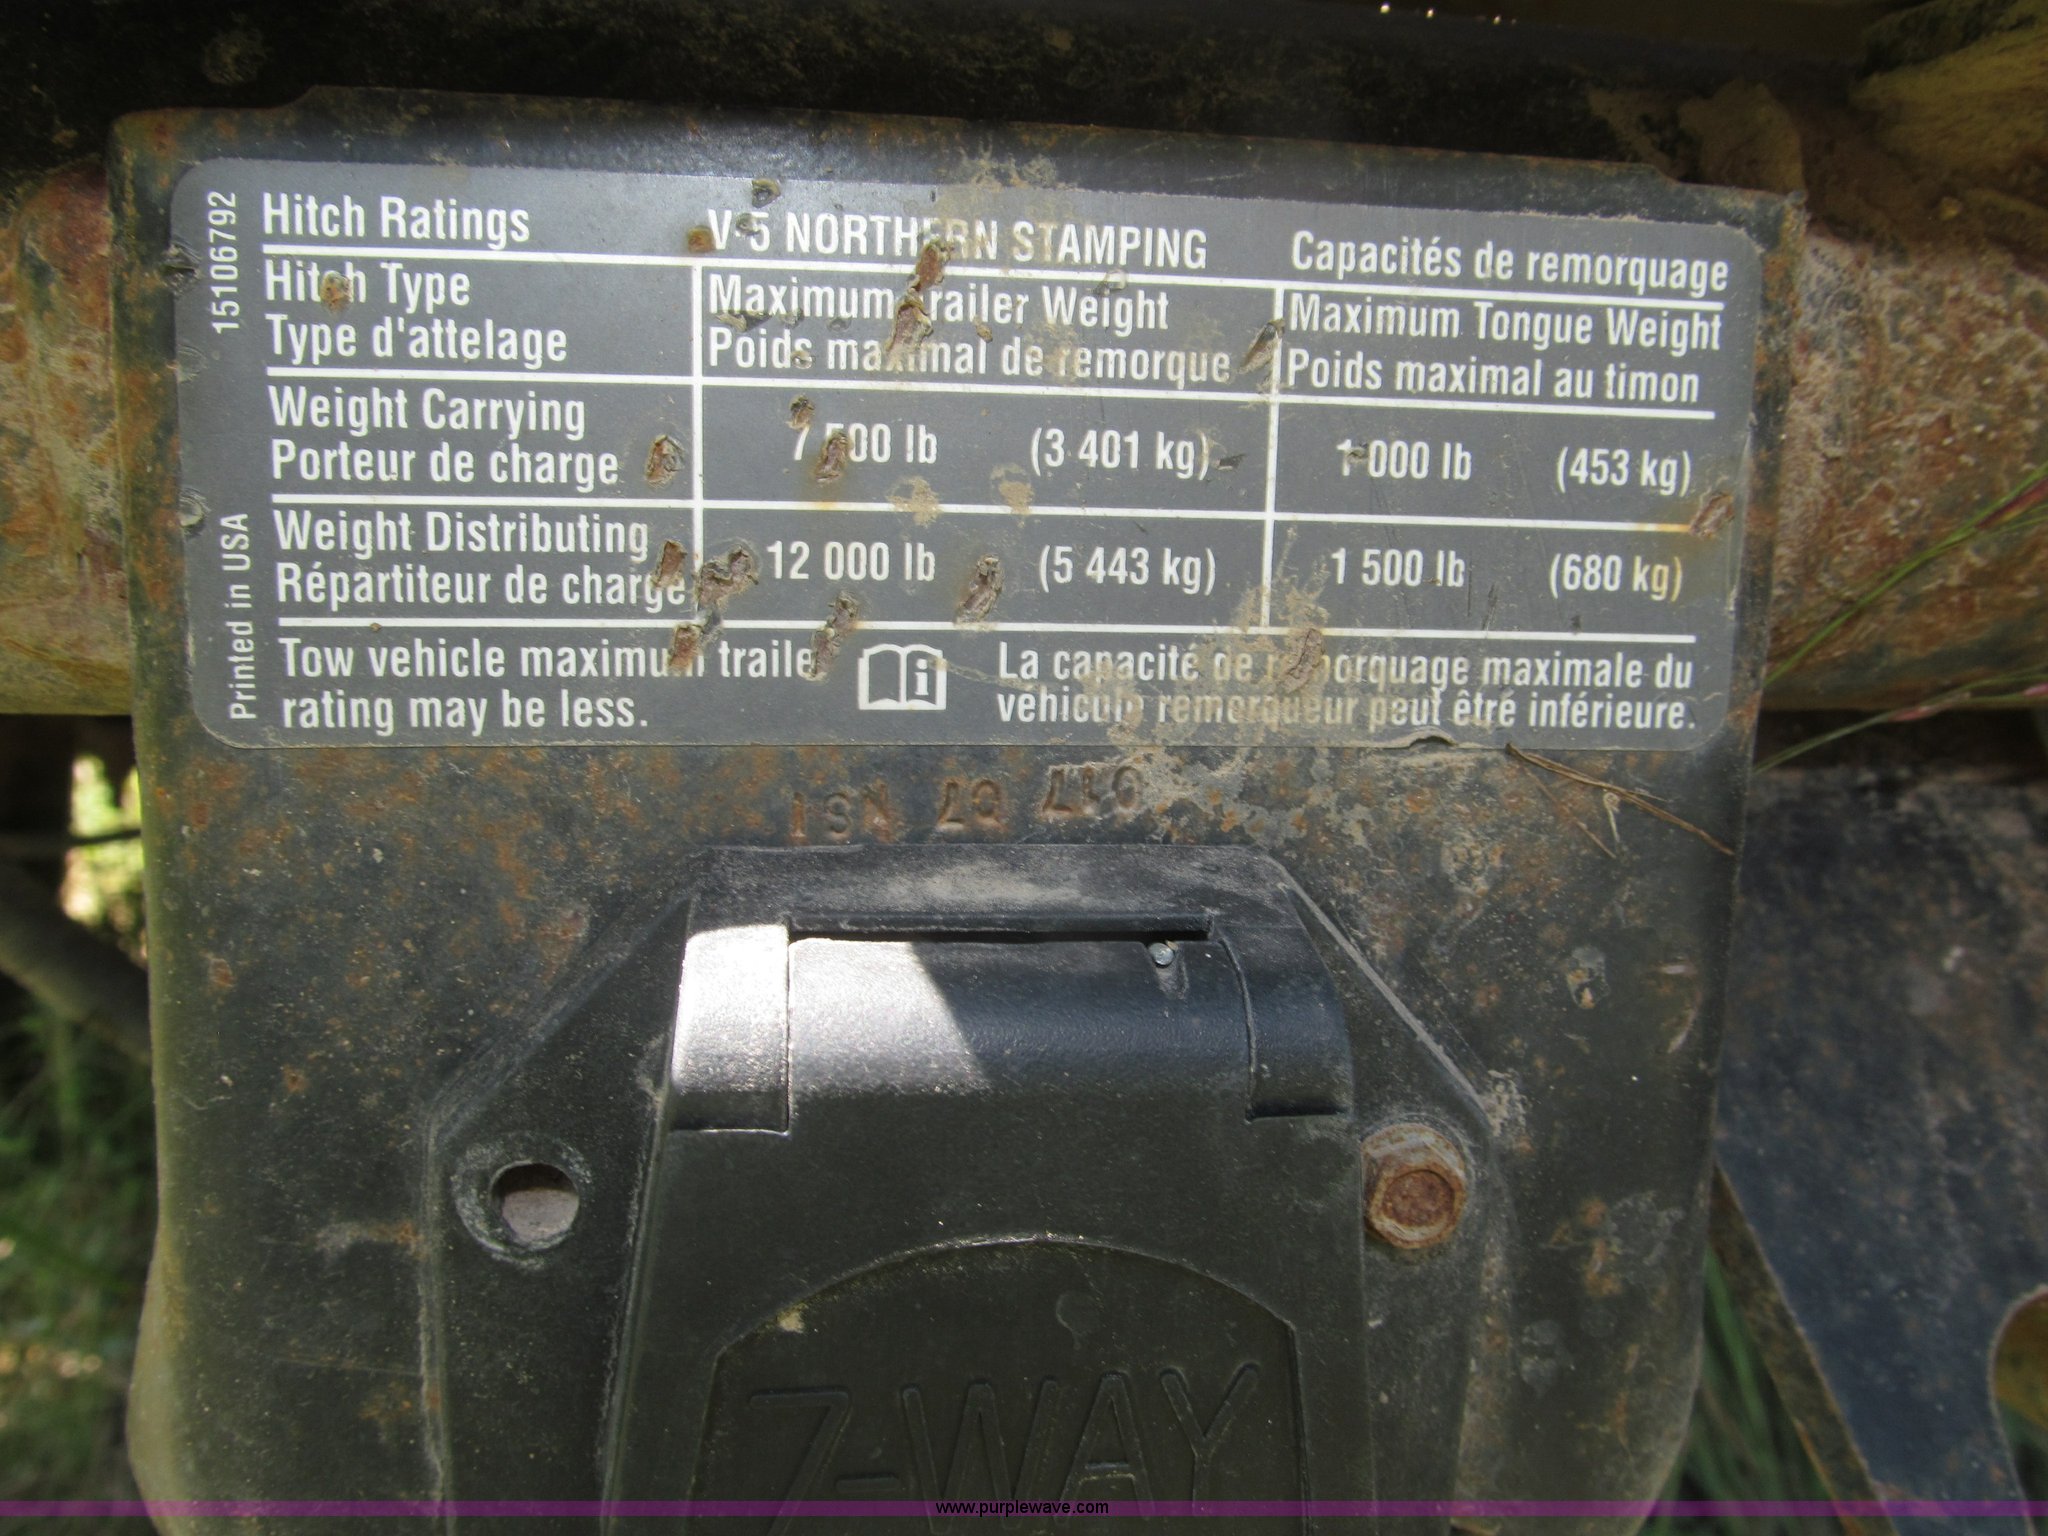 15106792
Printed in USA
Hitch Ratings V-5 NORTHERN STAMPING Capacités de remorquage
Hitch Type Maximum Trailer Weight Maximum Tongue Weight
Type d'attelage Poids maximal de remorque Poids maximal au timon
Weight Carrying
Porteur de charge 7 500 lb (3 401 kg) 1 000 lb (453 kg)
Weight Distributing
Répartiteur de charge 12 000 lb (5 443 kg) 1 500 lb (680 kg)
Tow vehicle maximum trailer La capacité de remorquage maximale du
rating may be less. véhicule remorqueur peut être inférieure.
7-WAY
www.purplewave.com